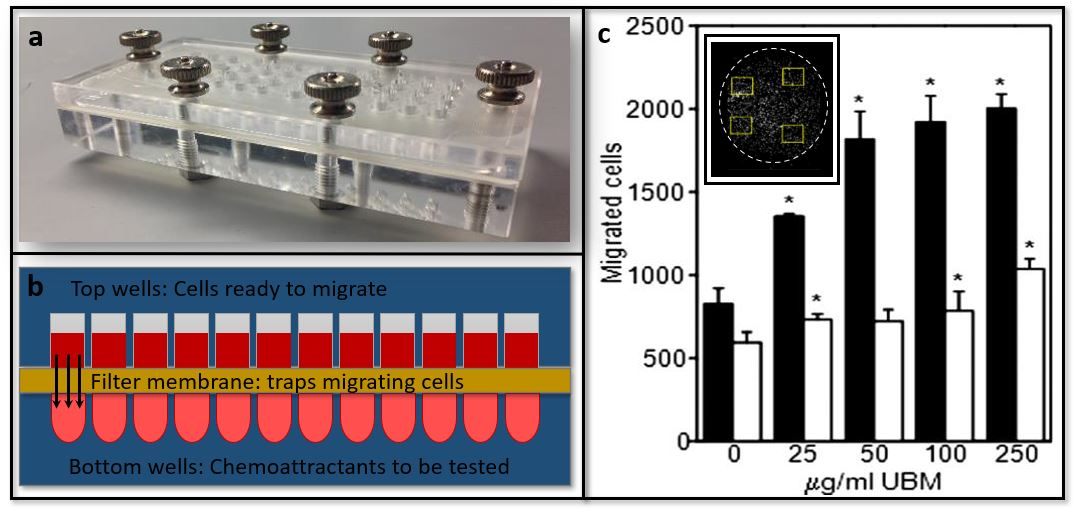 a
b
Top wells: Cells ready to migrate
Filter membrane: traps migrating cells
Bottom wells: Chemoattractants to be tested
c
Migrated cells
2500
2000
1500
1000
500
0
*
*
*
*
*
*
*
0 25 50 100 250
µg/ml UBM